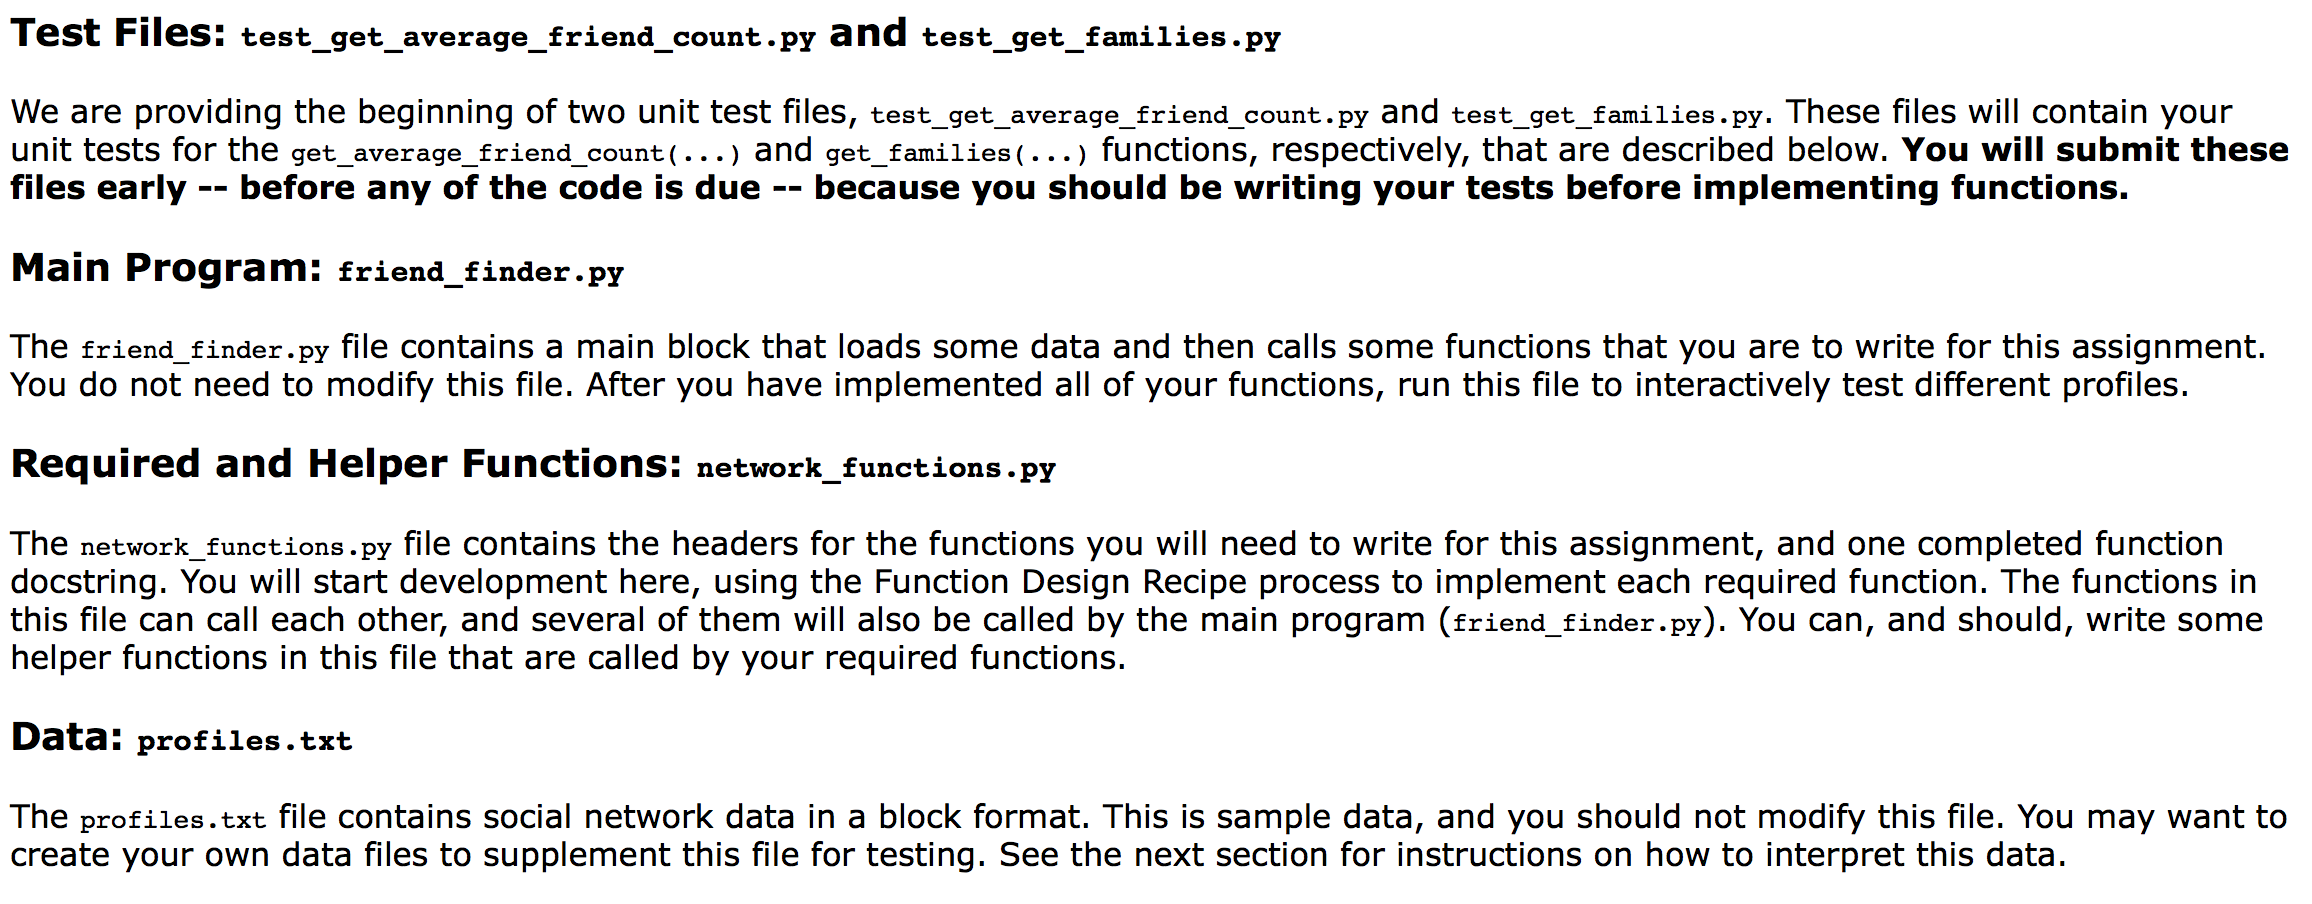 Test Files: test_get_average_friend_count.py and test_get_families.py
We are providing the beginning of two unit test files, test_get_average_friend_count.py and test_get_families.py. These files will contain your
unit tests for the get_average_friend_count(...) and get_families(...) functions, respectively, that are described below. You will submit these
files early -- before any of the code is due -- because you should be writing your tests before implementing functions.
Main Program: friend_finder.py
The friend_finder.py file contains a main block that loads some data and then calls some functions that you are to write for this assignment.
You do not need to modify this file. After you have implemented all of your functions, run this file to interactively test different profiles.
Required and Helper Functions: network_functions.py
The network_functions.py file contains the headers for the functions you will need to write for this assignment, and one completed function
docstring. You will start development here, using the Function Design Recipe process to implement each required function. The functions in
this file can call each other, and several of them will also be called by the main program (friend_finder.py). You can, and should, write some
helper functions in this file that are called by your required functions.
Data: profiles.txt
The profiles.txt file contains social network data in a block format. This is sample data, and you should not modify this file. You may want to
create your own data files to supplement this file for testing. See the next section for instructions on how to interpret this data.